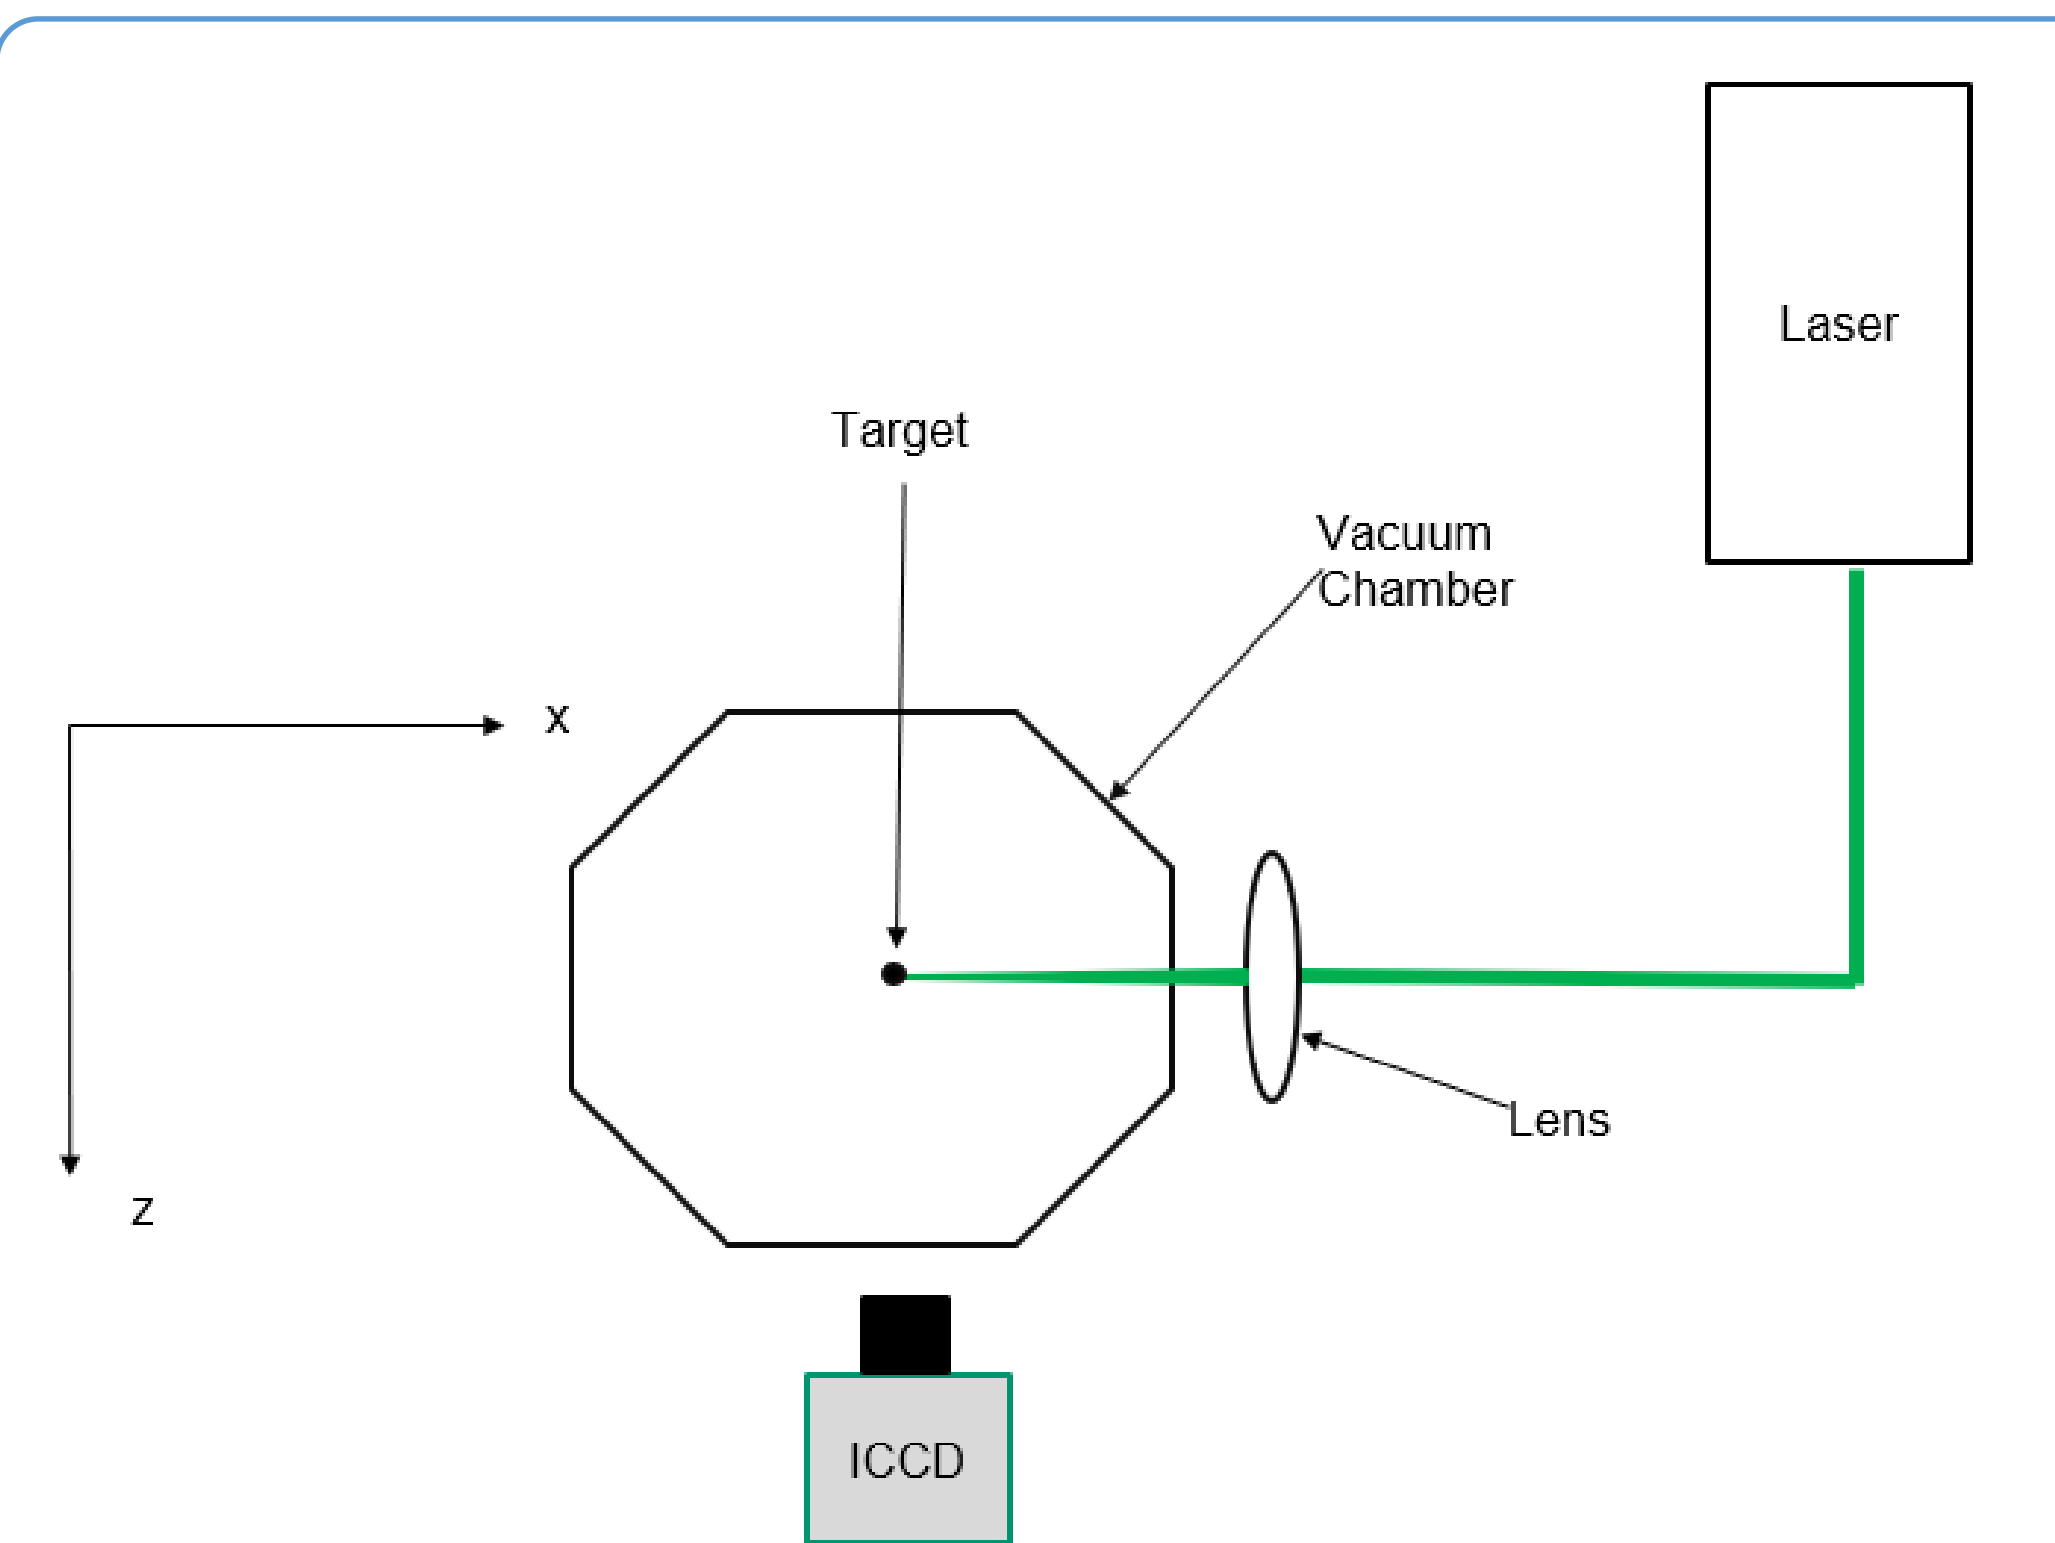 Laser
Target
Vacuum
Chamber
x
Lens
z
ICCD